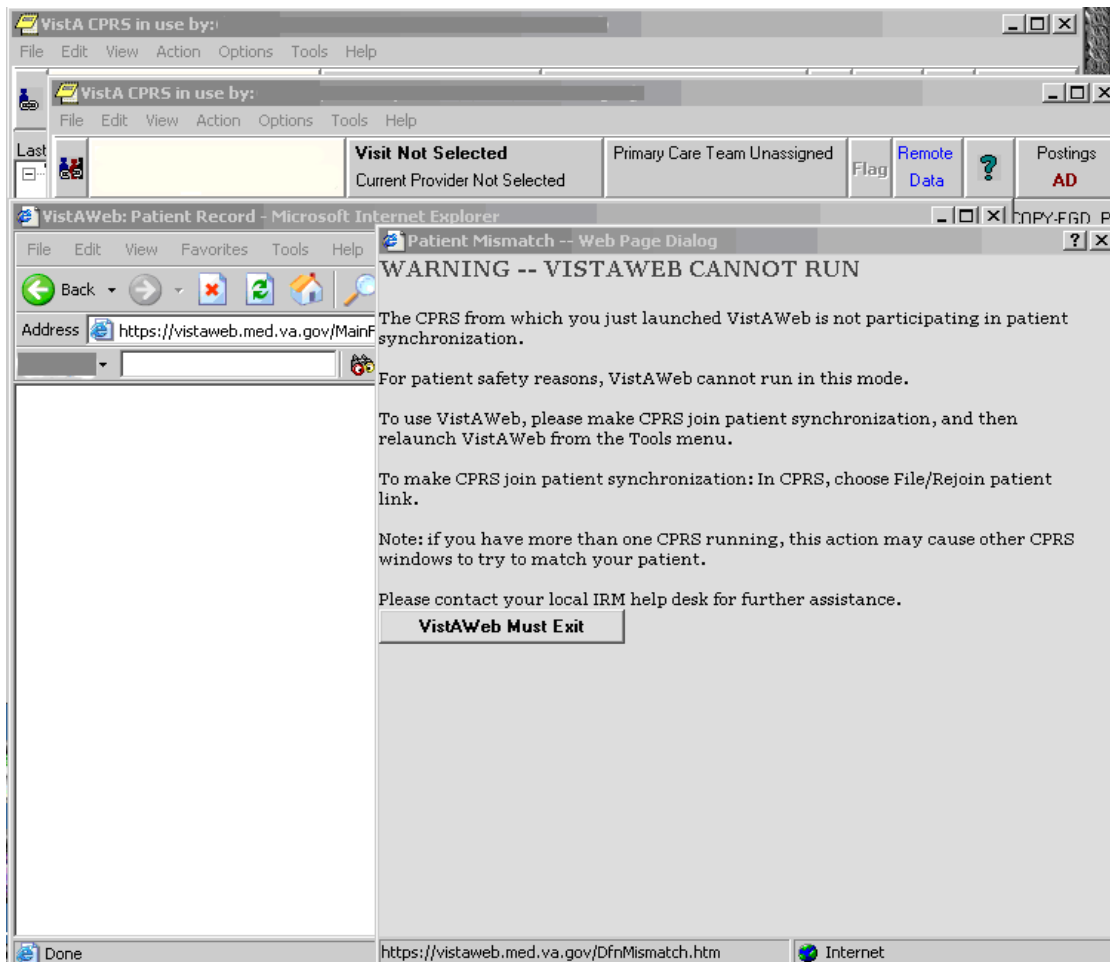 VistA CPRS in use by:
File Edit View Action Options Tools Help
VistA CPRS in use by:
File Edit View Action Options Tools Help
Last
Visit Not Selected
Current Provider Not Selected
Primary Care Team Unassigned
Flag
Remote
Data
?
Postings
AD
VistAWeb: Patient Record - Microsoft Internet Explorer
File Edit View Favorites Tools Help
Back
Address https://vistaweb.med.va.gov/MainF
Patient Mismatch -- Web Page Dialog
WARNING -- VISTAWEB CANNOT RUN
The CPRS from which you just launched VistAWeb is not participating in patient
synchronization.
For patient safety reasons, VistAWeb cannot run in this mode.
To use VistAWeb, please make CPRS join patient synchronization, and then
relaunch VistAWeb from the Tools menu.
To make CPRS join patient synchronization: In CPRS, choose File/Rejoin patient
link.
Note: if you have more than one CPRS running, this action may cause other CPRS
windows to try to match your patient.
Please contact your local IRM help desk for further assistance.
VistAWeb Must Exit
Done
https://vistaweb.med.va.gov/DfnMismatch.htm
Internet